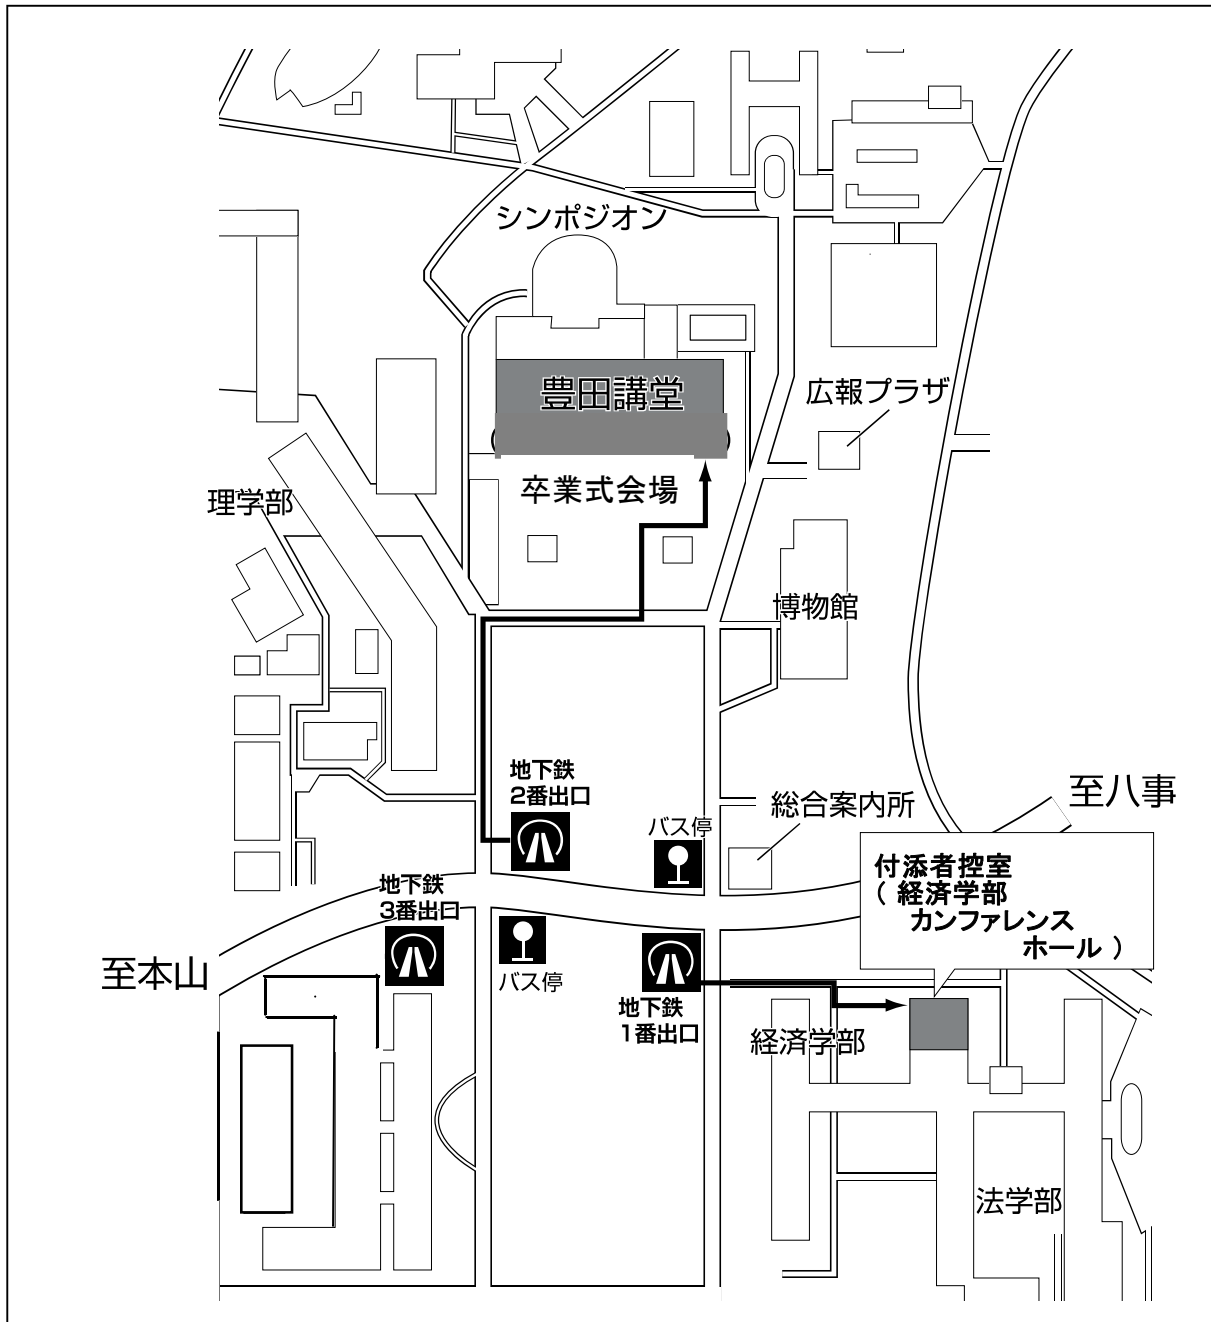 シンポジオン
豊田講堂
広報プラザ
卒業式会場
理学部
博物館
地下鉄
2番出口
バス停
総合案内所
至八事
付添者控室
（ 経済学部
カンファレンス
ホール ）
地下鉄
3番出口
至本山
バス停
地下鉄
1番出口
経済学部
法学部